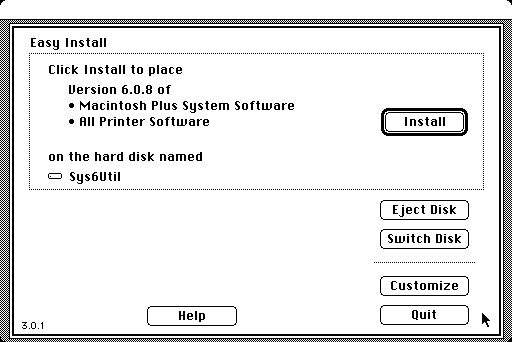 Easy Install
Click Install to place
Version 6.0.8 of
• Macintosh Plus System Software
• All Printer Software
Install
on the hard disk named
Sys6Util
Eject Disk
Switch Disk
Customize
Help
Quit
3.0.1